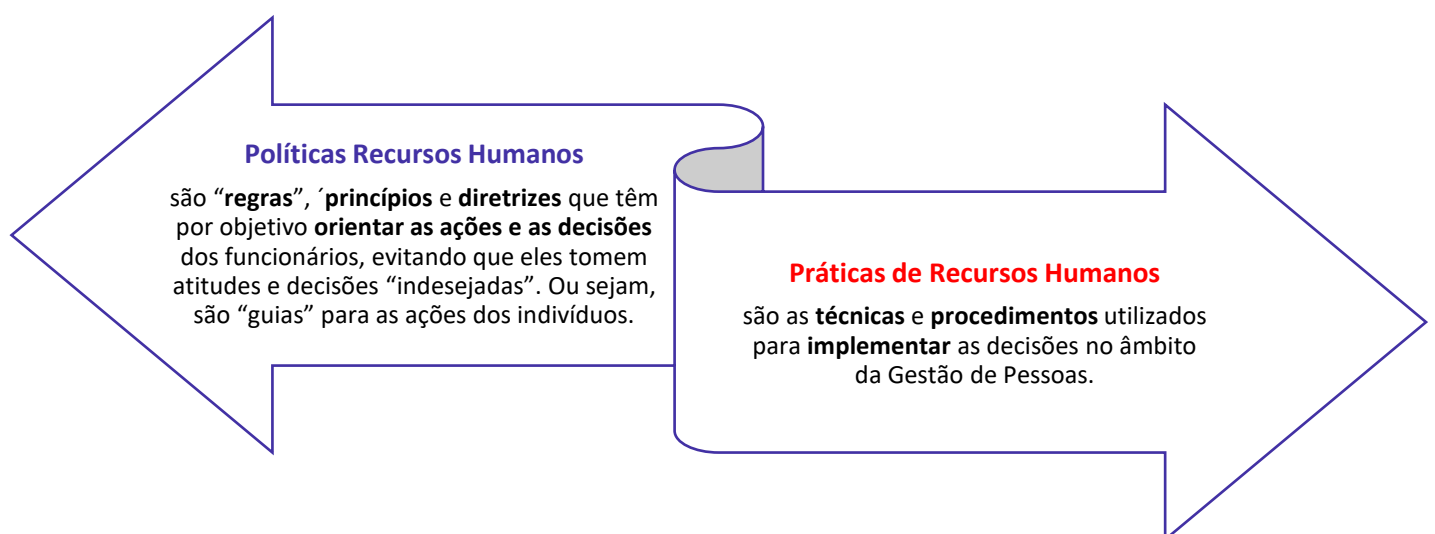 Políticas Recursos Humanos
são “regras”, ´princípios e diretrizes que têm
por objetivo orientar as ações e as decisões
dos funcionários, evitando que eles tomem
atitudes e decisões “indesejadas”. Ou sejam,
são “guias” para as ações dos indivíduos.
Práticas de Recursos Humanos
são as técnicas e procedimentos utilizados
para implementar as decisões no âmbito
da Gestão de Pessoas.